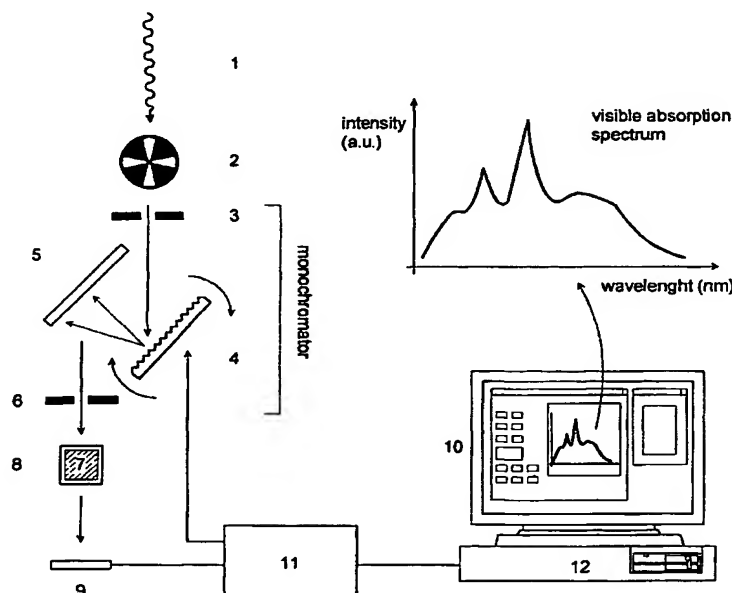 1
2
3
4
5
6
7
8
9
10
11
12
monochromator
intensity
(a.u.)
visible absorption
spectrum
wavelenght (nm)